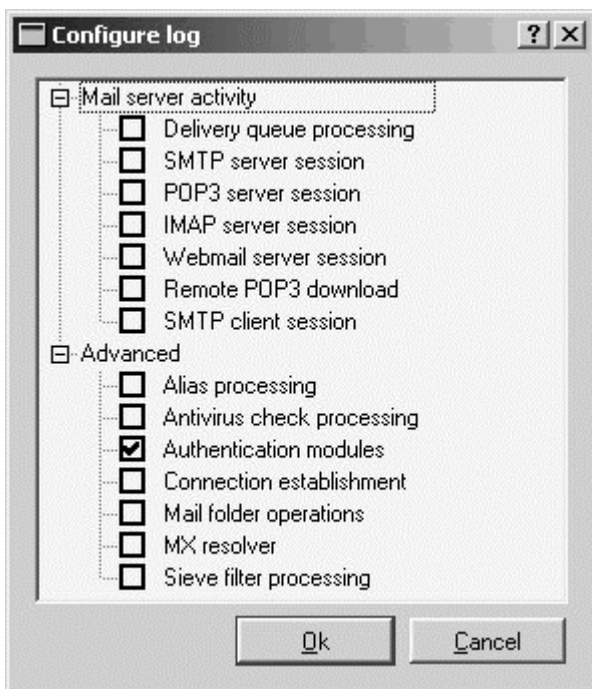 Configure log
Mail server activity
Delivery queue processing
SMTP server session
POP3 server session
IMAP server session
Webmail server session
Remote POP3 download
SMTP client session
Advanced
Alias processing
Antivirus check processing
Authentication modules
Connection establishment
Mail folder operations
MX resolver
Sieve filter processing
Ok Cancel